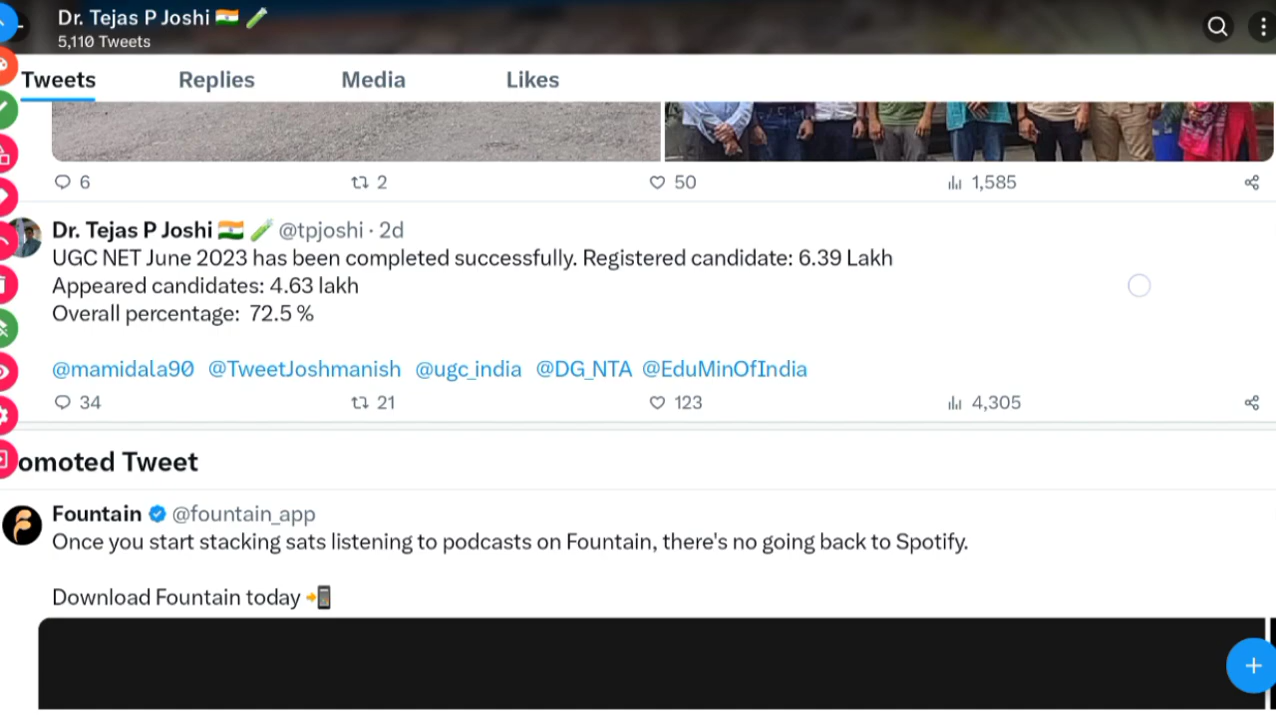 Dr. Tejas P Joshi 🇮🇳 🧪
5,110 Tweets
Tweets Replies Media Likes
6 2 50 1,585
Dr. Tejas P Joshi 🇮🇳 🧪 @tpjoshi · 2d
UGC NET June 2023 has been completed successfully. Registered candidate: 6.39 Lakh
Appeared candidates: 4.63 lakh
Overall percentage: 72.5 %
@mamidala90 @TweetJoshmanish @ugc_india @DG_NTA @EduMinOfIndia
34 21 123 4,305
omoted Tweet
Fountain @fountain_app
Once you start stacking sats listening to podcasts on Fountain, there's no going back to Spotify.
Download Fountain today 📲